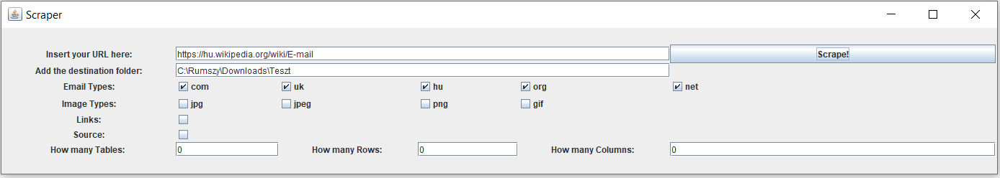 Scraper
Insert your URL here: https://hu.wikipedia.org/wiki/E-mail Scrape!
Add the destination folder: C:\Rumszy\Downloads\Teszt
Email Types: com uk hu org net
Image Types: jpg jpeg png gif
Links:
Source:
How many Tables: 0 How many Rows: 0 How many Columns: 0